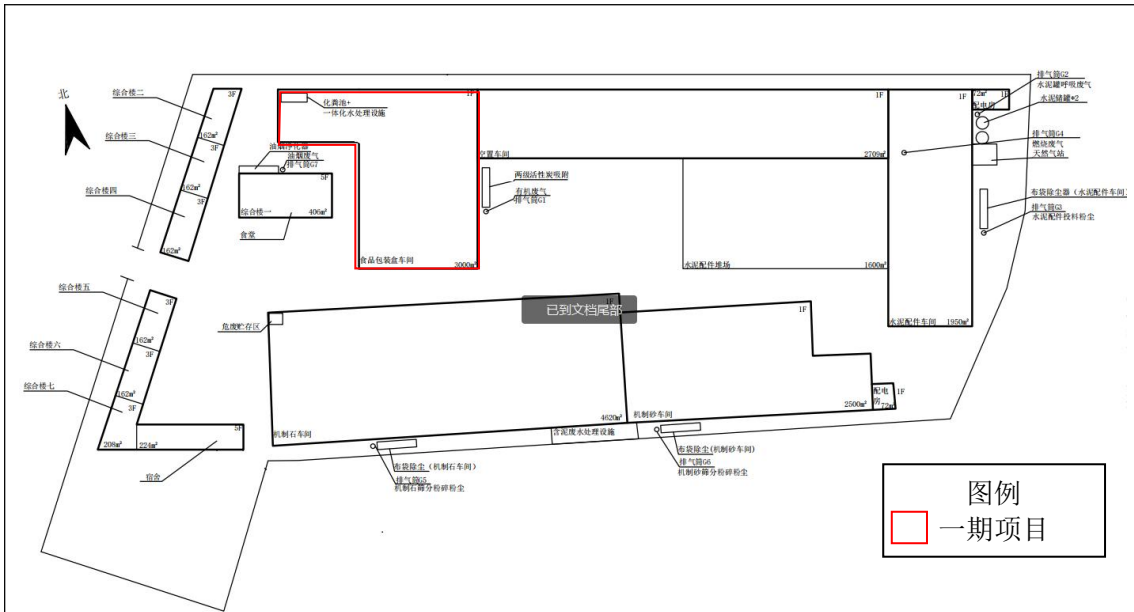 北
综合楼二
3F
162m²
综合楼三
3F
162m²
综合楼四
3F
162m²
油烟净化器
油烟废气
排气筒G7
5F
综合楼一
406m²
食堂
化粪池+
一体化水处理设施
1F
食品包装盒车间
3000m²
两级活性炭吸附
有机废气
排气筒G1
空置车间
1F
2709m²
水泥配件堆场
1600m²
1F
水泥配件车间
1950m²
72m²
1F
配电房
排气筒G2
水泥罐呼吸废气
水泥储罐*2
排气筒G4
燃烧废气
天然气站
布袋除尘器（水泥配件车间）
排气筒G3
水泥配件投料粉尘
已到文档尾部
综合楼五
3F
162m²
综合楼六
3F
162m²
综合楼七
3F
208m²
224m²
5F
宿舍
危废贮存区
1F
机制石车间
4620m²
1F
机制砂车间
2500m²
配电
房
1F
72m²
含泥废水处理设施
布袋除尘（机制石车间）
排气筒G5
机制石筛分粉碎粉尘
布袋除尘(机制砂车间)
排气筒G6
机制砂筛分粉碎粉尘
图例
一期项目